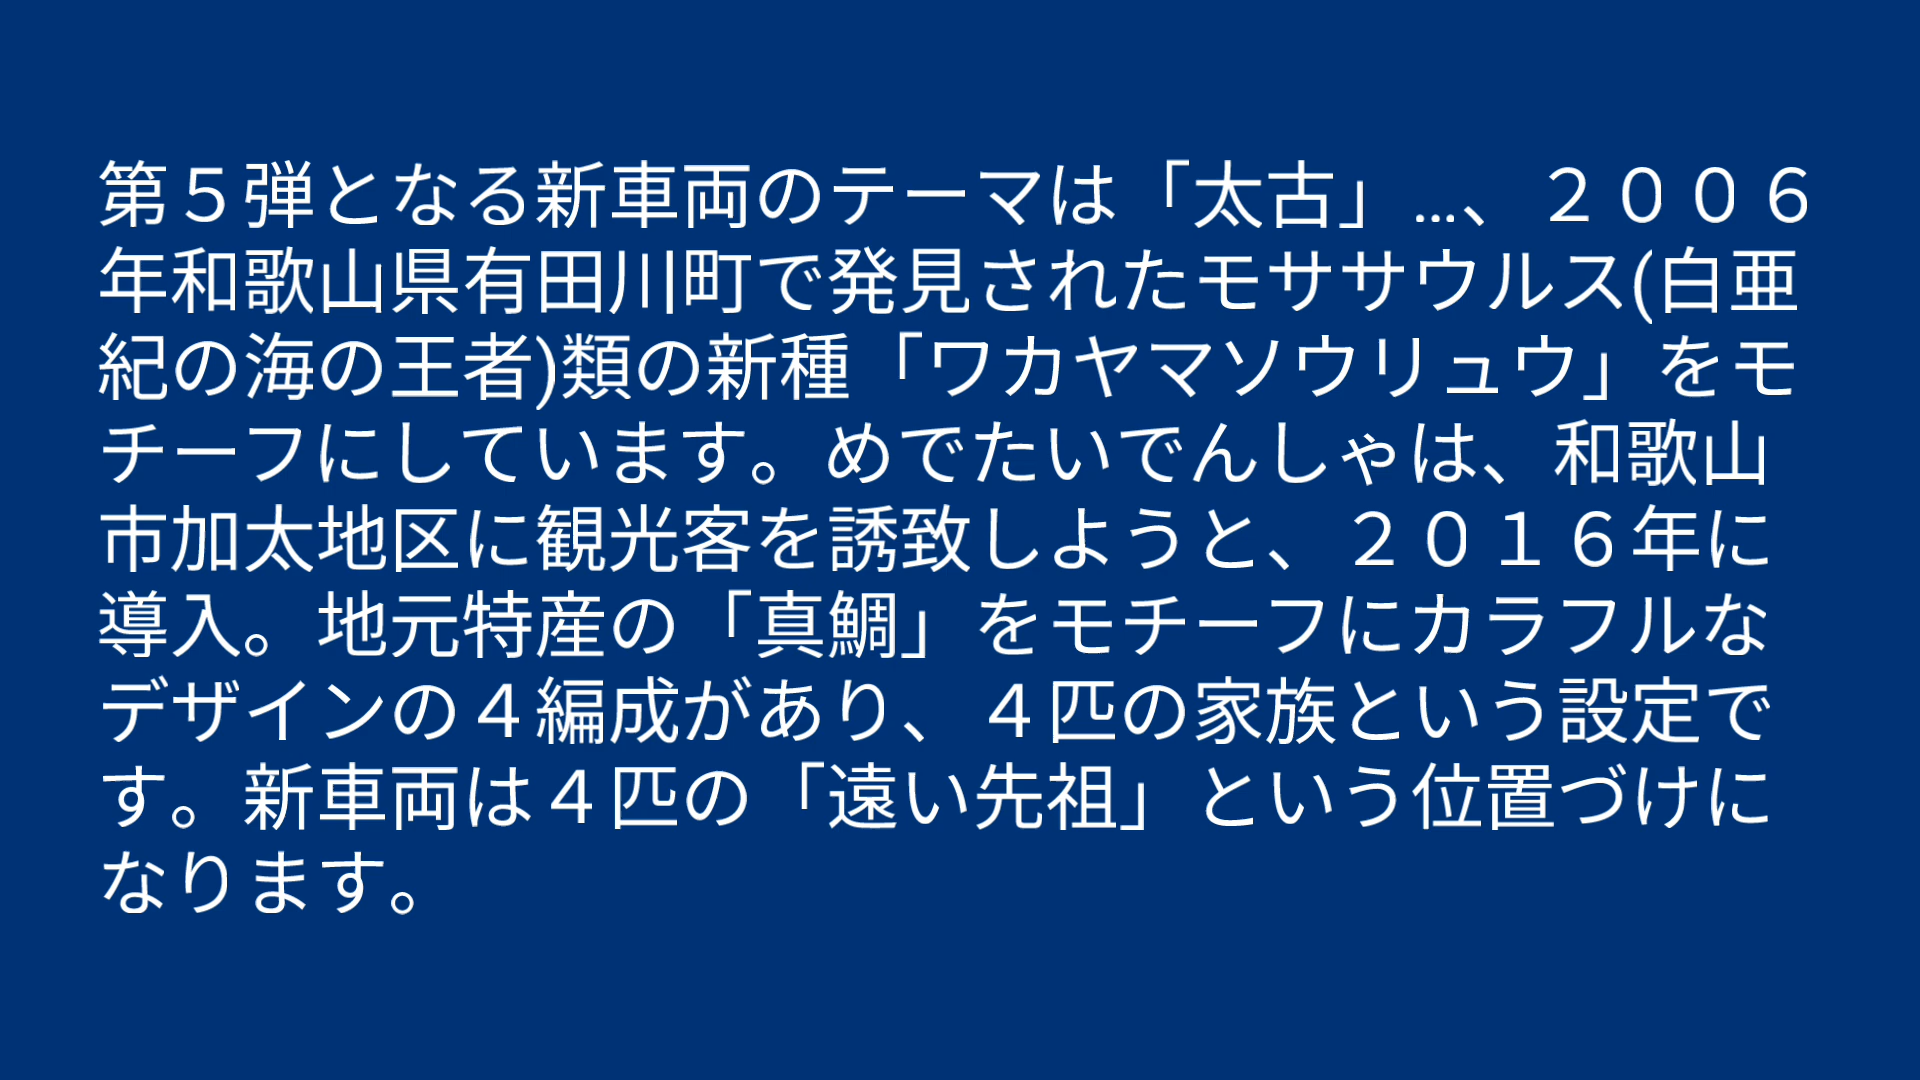 第５弾となる新車両のテーマは「太古」…、２００６
年和歌山県有田川町で発見されたモササウルス(白亜
紀の海の王者)類の新種「ワカヤマソウリュウ」をモ
チーフにしています。めでたいでんしゃは、和歌山
市加太地区に観光客を誘致しようと、２０１６年に
導入。地元特産の「真鯛」をモチーフにカラフルな
デザインの４編成があり、４匹の家族という設定で
す。新車両は４匹の「遠い先祖」という位置づけに
なります。